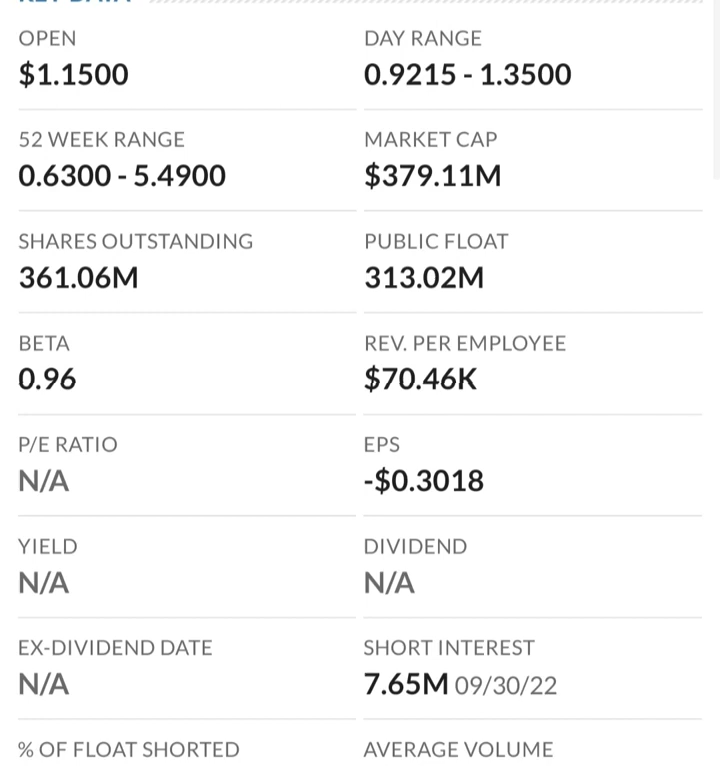 OPEN
$1.1500
DAY RANGE
0.9215 - 1.3500
52 WEEK RANGE
0.6300 - 5.4900
MARKET CAP
$379.11M
SHARES OUTSTANDING
361.06M
PUBLIC FLOAT
313.02M
BETA
0.96
REV. PER EMPLOYEE
$70.46K
P/E RATIO
N/A
EPS
-$0.3018
YIELD
N/A
DIVIDEND
N/A
EX-DIVIDEND DATE
N/A
SHORT INTEREST
7.65M 09/30/22
% OF FLOAT SHORTED
AVERAGE VOLUME